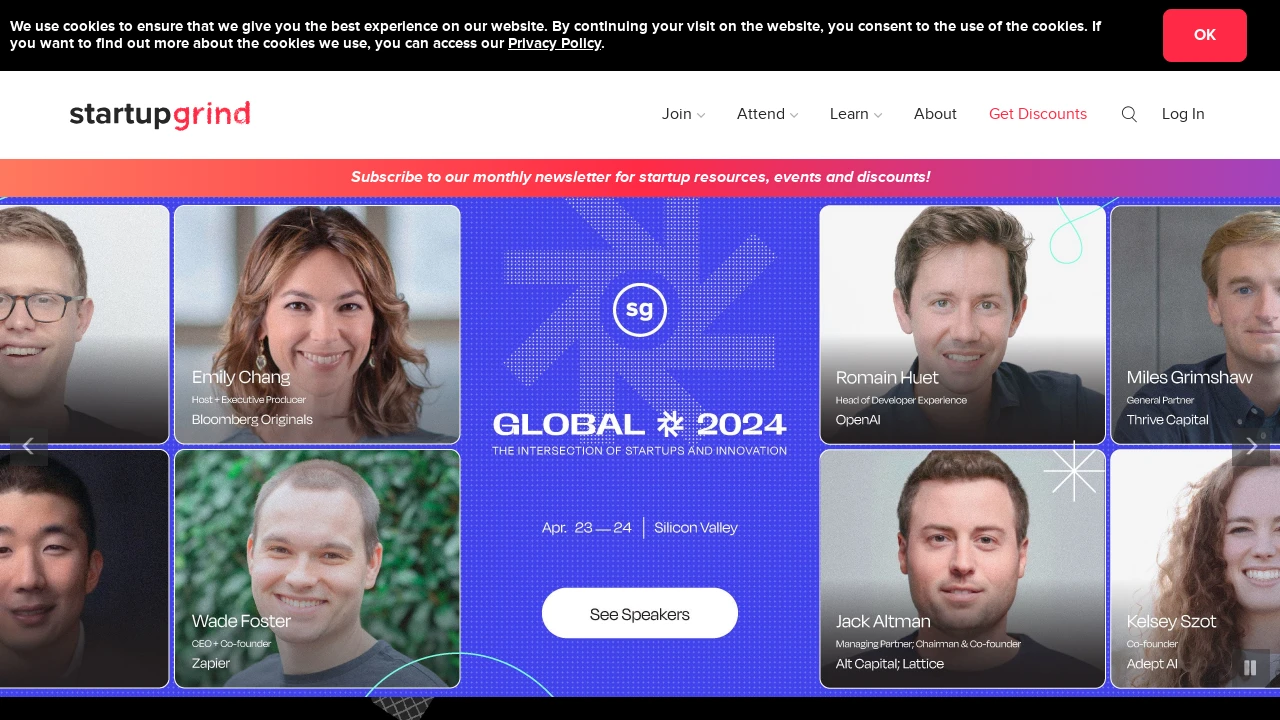 We use cookies to ensure that we give you the best experience on our website. By continuing your visit on the website, you consent to the use of the cookies. If
you want to find out more about the cookies we use, you can access our Privacy Policy.
OK
startupgrind
Join
Attend
Learn
About
Get Discounts
Log In
Subscribe to our monthly newsletter for startup resources, events and discounts!
Emily Chang
Host + Executive Producer
Bloomberg Originals
Wade Foster
CEO + Co-founder
Zapier
sg
GLOBAL 2024
THE INTERSECTION OF STARTUPS AND INNOVATION
Apr. 23 — 24 | Silicon Valley
See Speakers
Romain Huet
Head of Developer Experience
OpenAI
Miles Grimshaw
General Partner
Thrive Capital
Jack Altman
Managing Partner; Chairman & Co-founder
Alt Capital; Lattice
Kelsey Szot
Co-founder
Adept AI